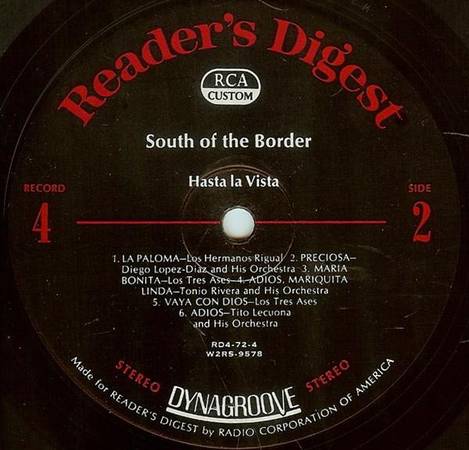 Reader's Digest
RCA
CUSTOM
South of the Border
Hasta la Vista
RECORD
4
SIDE
2
1. LA PALOMA—Los Hermanos Rigual 2. PRECIOSA—
Diego Lopez-Diaz and His Orchestra 3. MARIA
BONITA—Los Tres Ases 4. ADIOS, MARIQUITA
LINDA—Tonio Rivera and His Orchestra
5. VAYA CON DIOS—Los Tres Ases
6. ADIOS—Tito Lecuona
and His Orchestra
RD4-72-4
W2RS-9578
STEREO
STEREO
DYNAGROOVE
Made for READER'S DIGEST by RADIO CORPORATION OF AMERICA